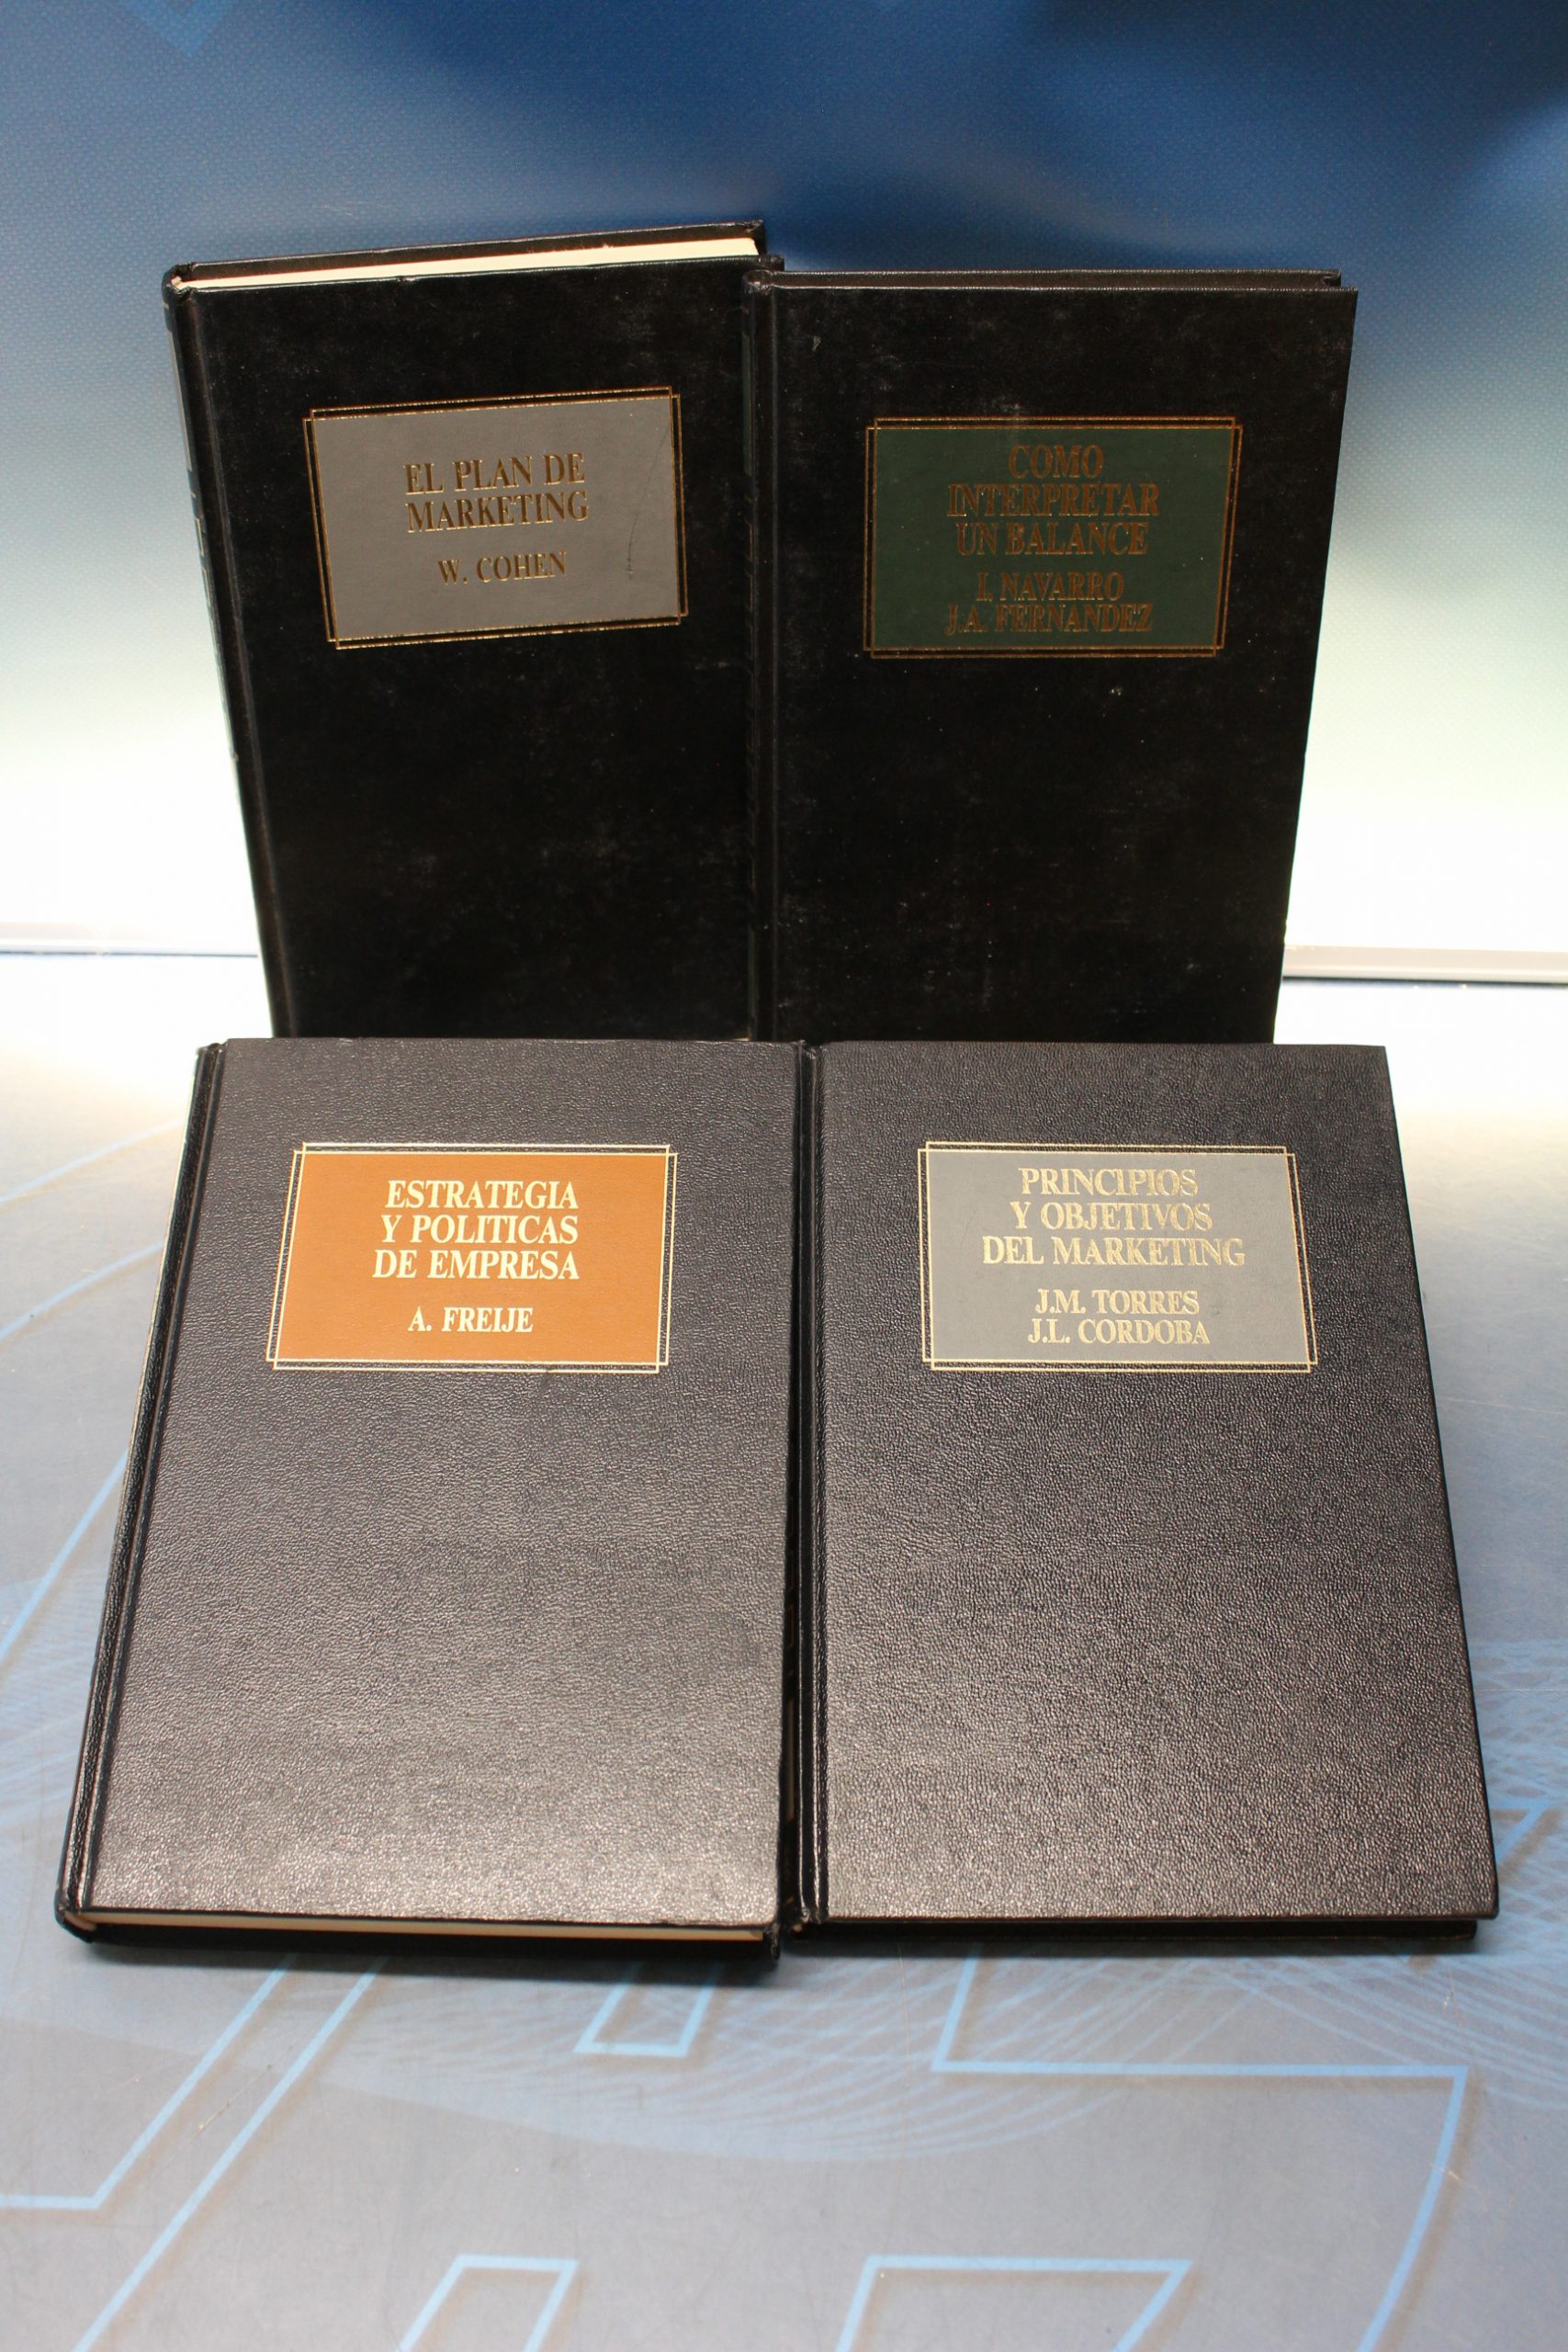 EL PLAN DE
MARKETING
W. COHEN
COMO
INTERPRETAR
UN BALANCE
I. NAVARRO
J.A. FERNANDEZ
ESTRATEGIA
Y POLITICAS
DE EMPRESA
A. FREIJE
PRINCIPIOS
Y OBJETIVOS
DEL MARKETING
J.M. TORRES
J.L. CORDOBA